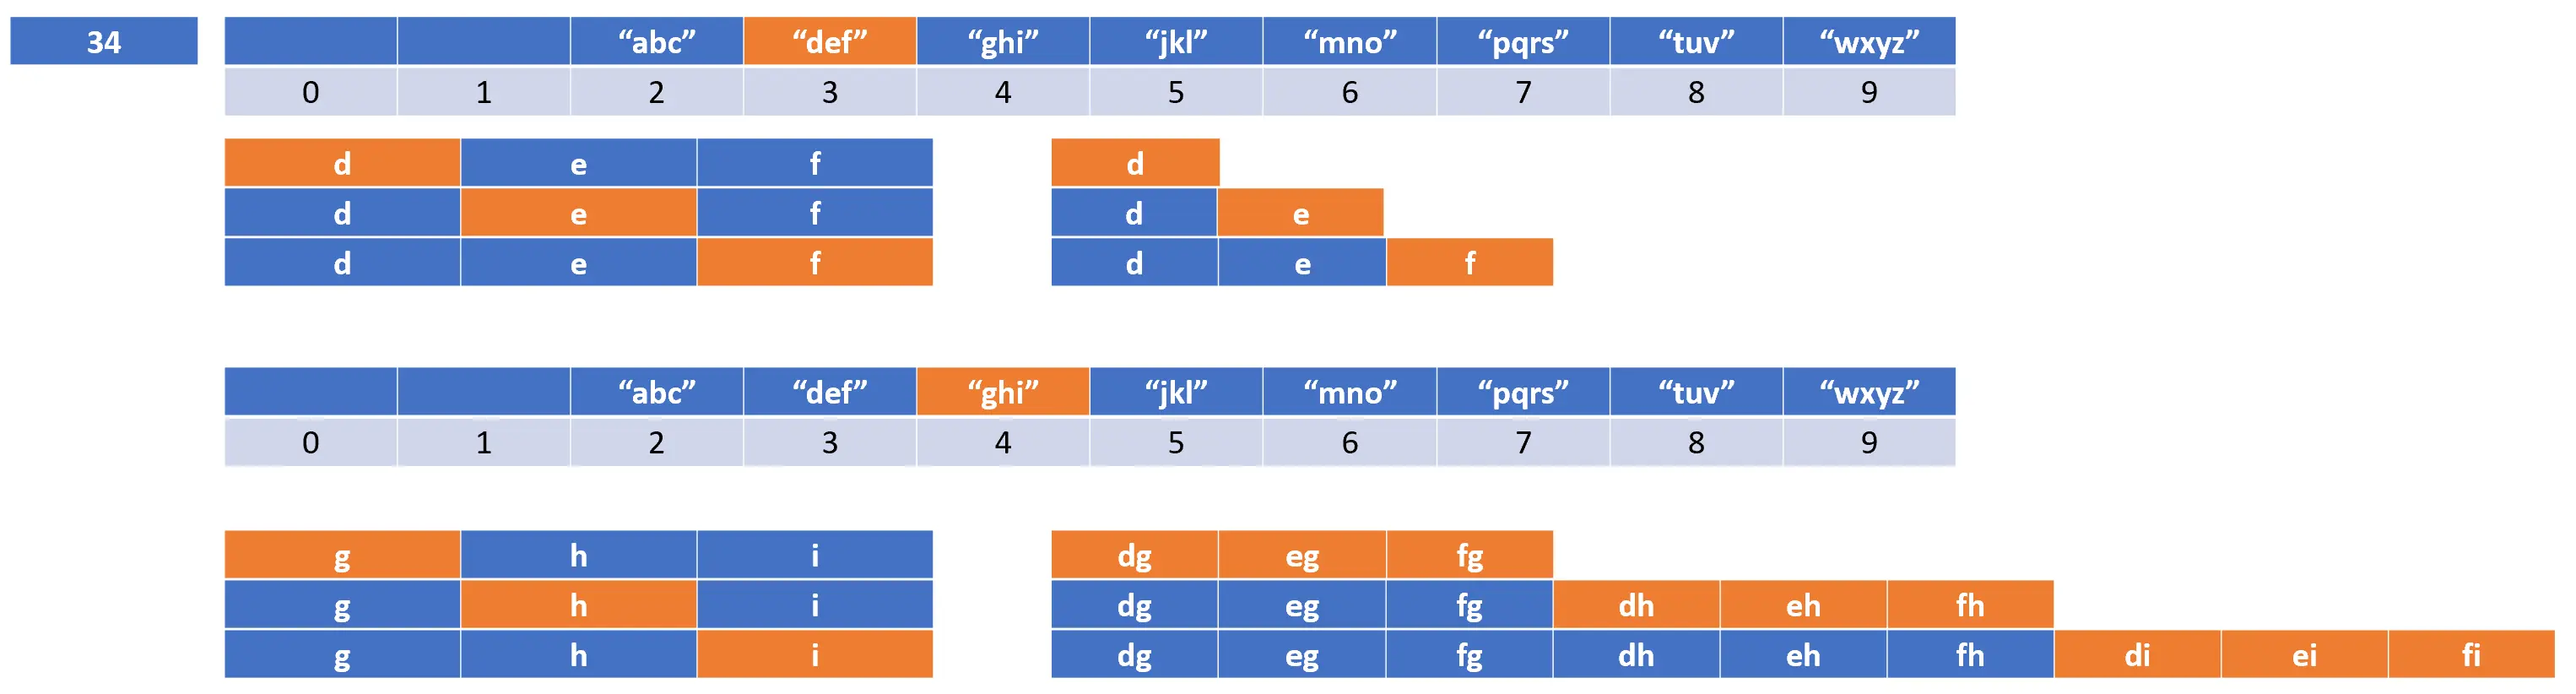 34 “abc” “def” “ghi” “jkl” “mno” “pqrs” “tuv” “wxyz”
0 1 2 3 4 5 6 7 8 9
d e f d
d e f d e
d e f d e f
“abc” “def” “ghi” “jkl” “mno” “pqrs” “tuv” “wxyz”
0 1 2 3 4 5 6 7 8 9
g h i dg eg fg
g h i dg eg fg dh eh fh
g h i dg eg fg dh eh fh di ei fi